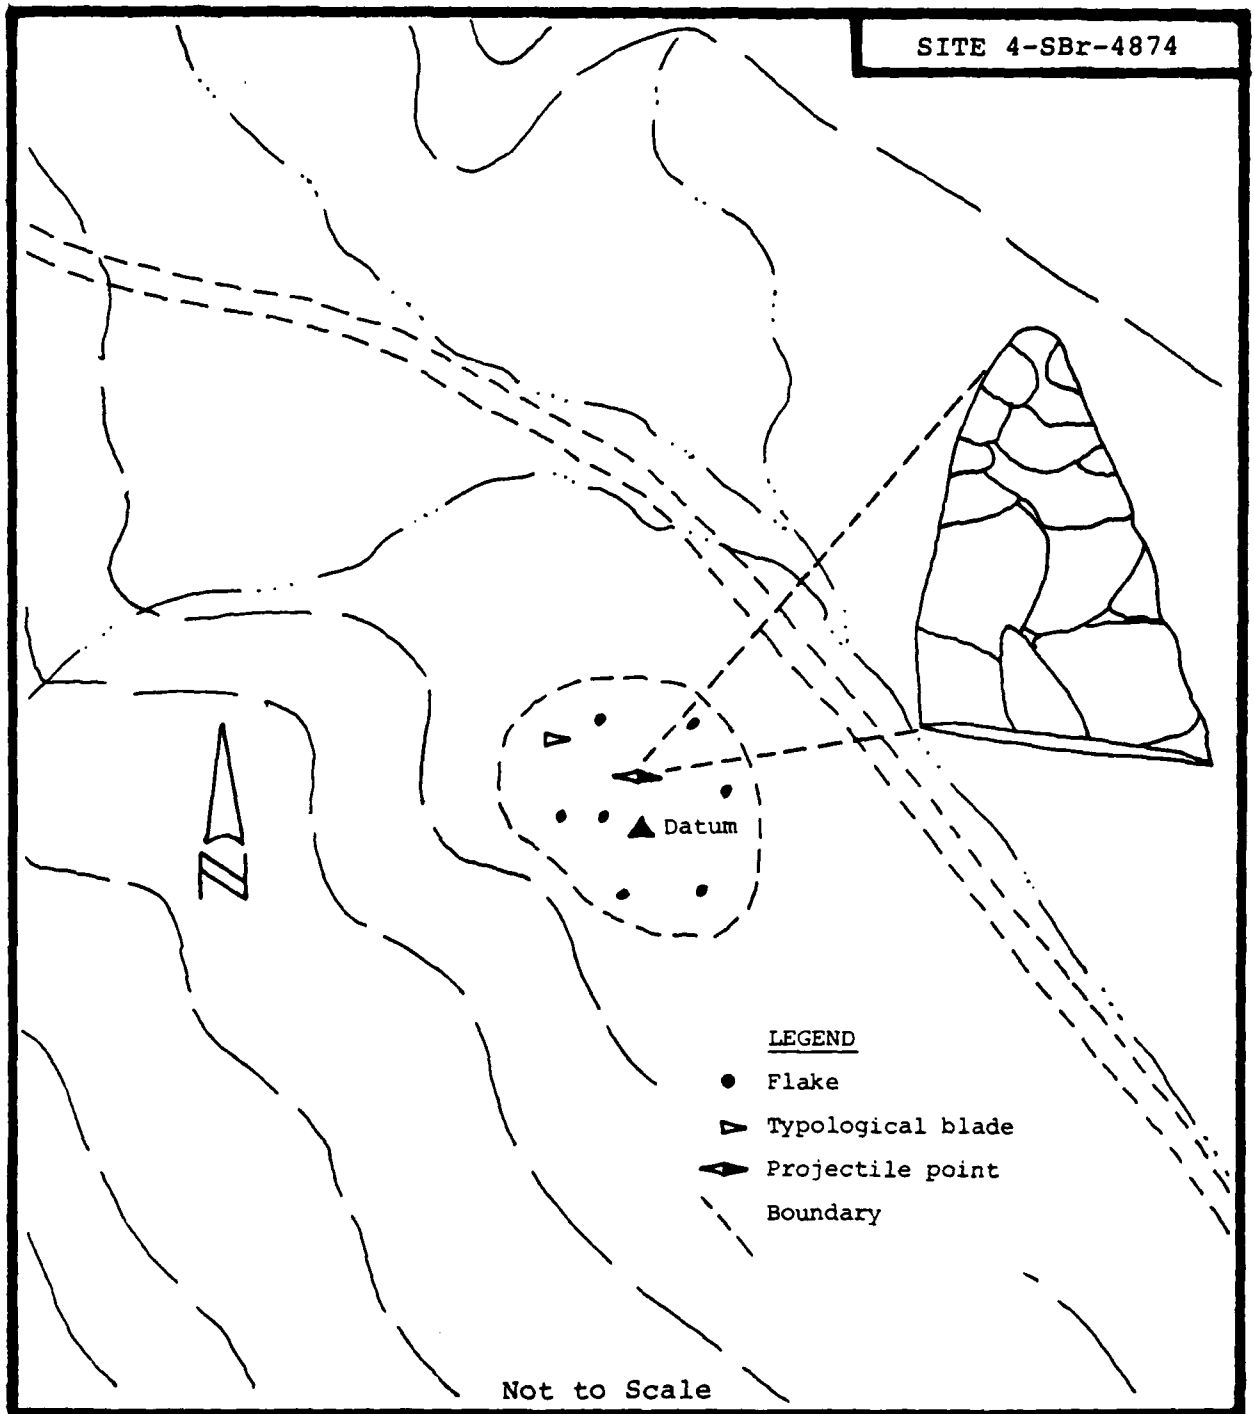 SITE 4-SBr-4874
Datum
N
LEGEND
Flake
Typological blade
Projectile point
Boundary
Not to Scale